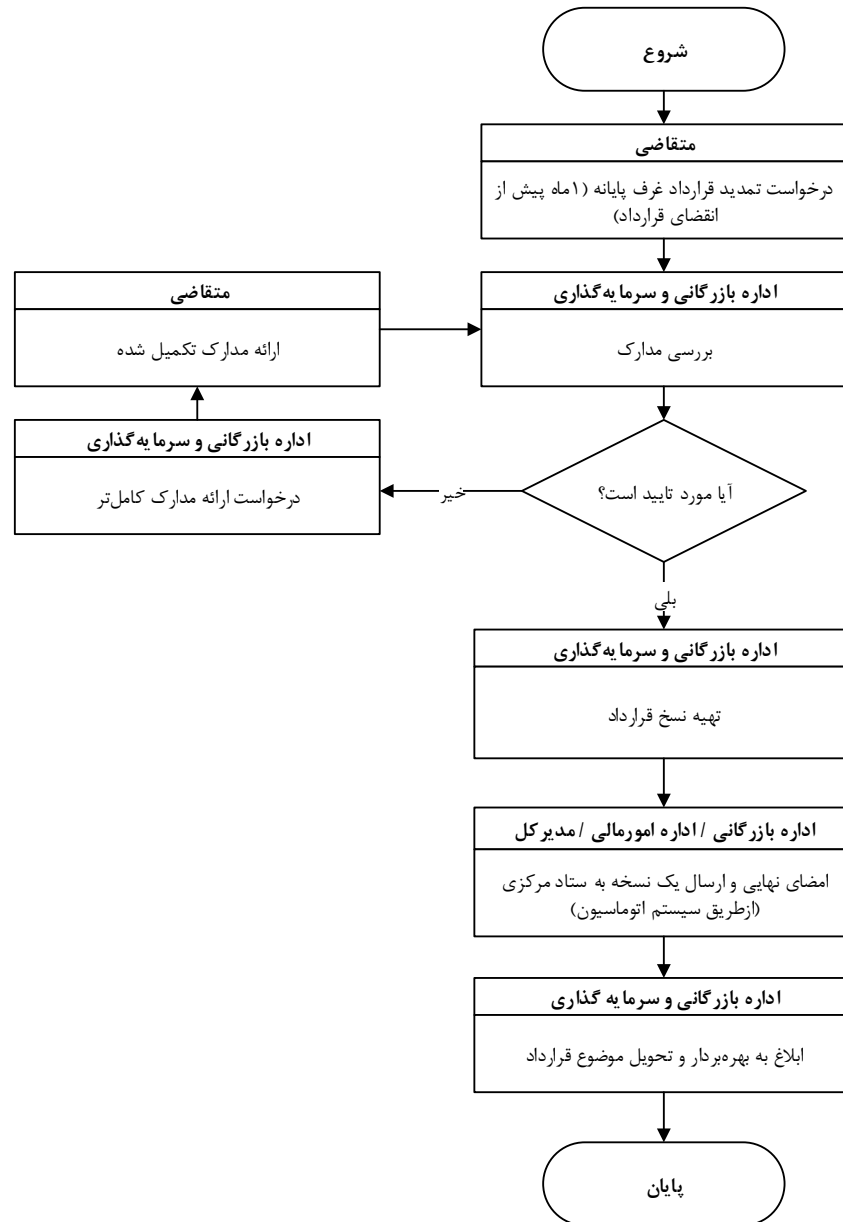 شروع
متقاضی
درخواست تمدید قرارداد غرف پایانه (۱ماه پیش از
انقضای قرارداد)
اداره بازرگانی و سرمایه‌گذاری
بررسی مدارک
متقاضی
ارائه مدارک تکمیل شده
آیا مورد تایید است؟
خیر
اداره بازرگانی و سرمایه‌گذاری
درخواست ارائه مدارک کامل‌تر
بلی
اداره بازرگانی و سرمایه‌گذاری
تهیه نسخ قرارداد
اداره بازرگانی / اداره امورمالی / مدیرکل
امضای نهایی و ارسال یک نسخه به ستاد مرکزی
(ازطریق سیستم اتوماسیون)
اداره بازرگانی و سرمایه گذاری
ابلاغ به بهره‌بردار و تحویل موضوع قرارداد
پایان